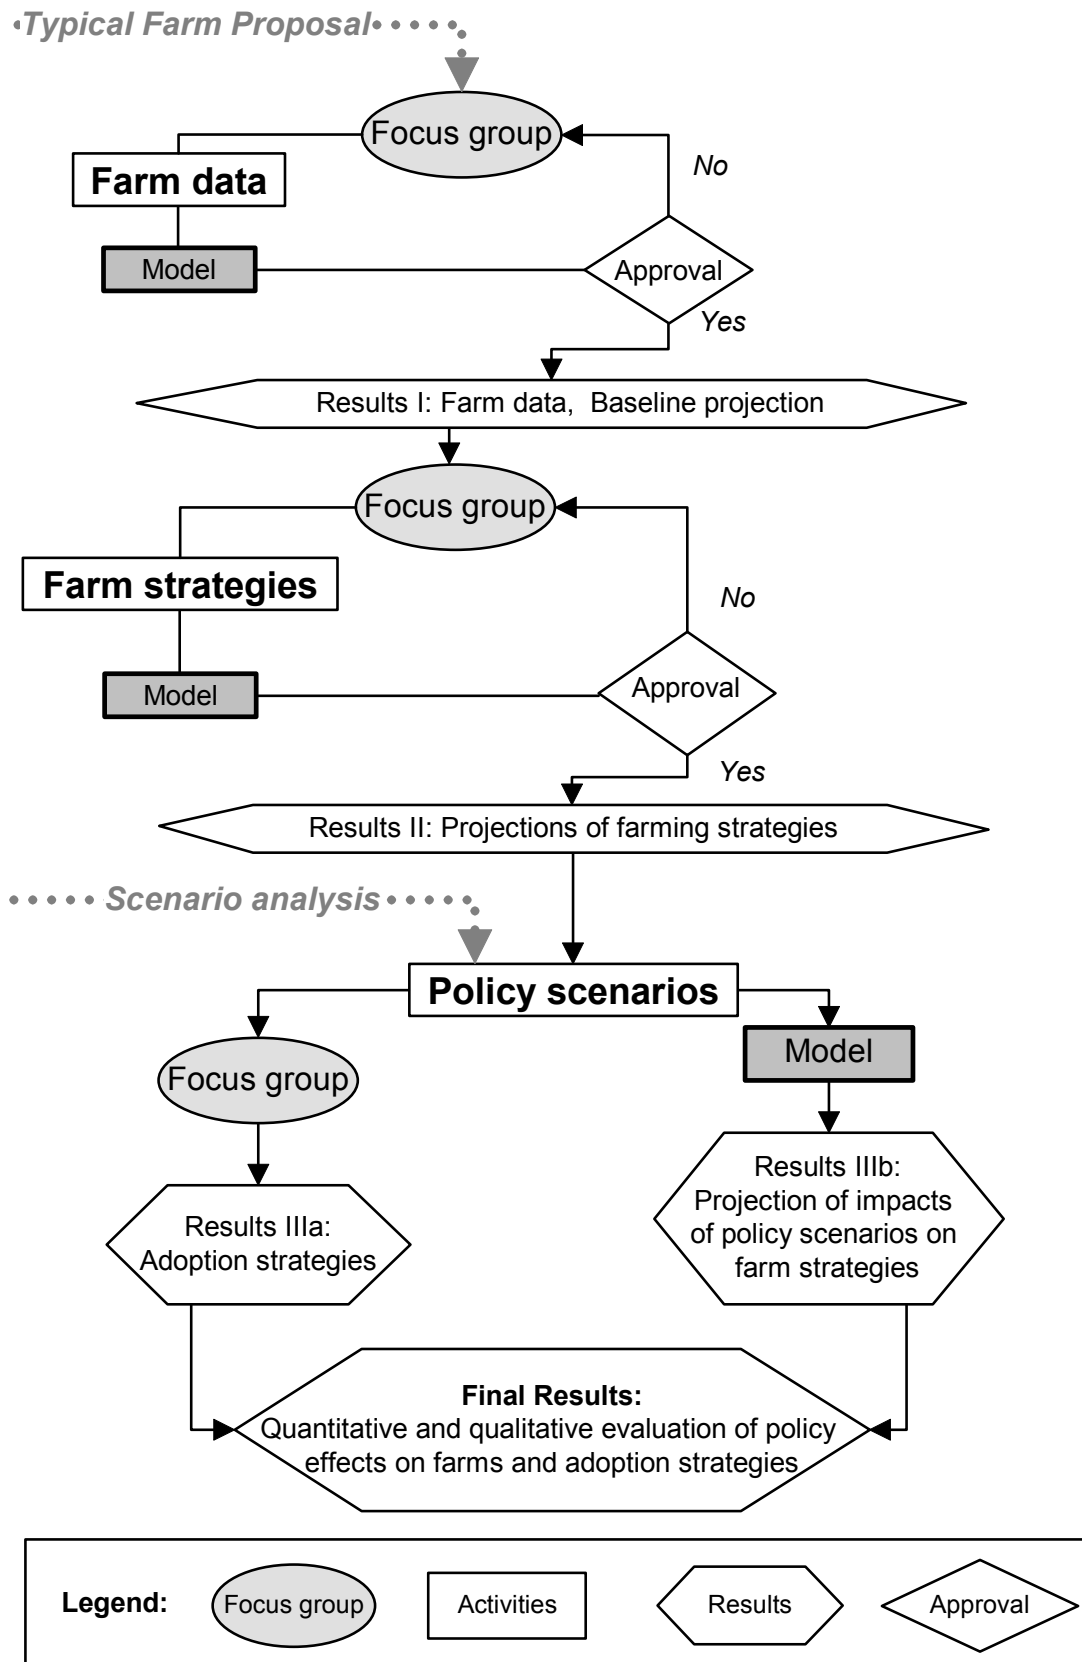 Typical Farm Proposal
Focus group
No
Farm data
Model
Approval
Yes
Results I: Farm data,  Baseline projection
Focus group
Farm strategies
No
Model
Approval
Yes
Results II: Projections of farming strategies
Scenario analysis
Policy scenarios
Focus group
Model
Results IIIa:
Adoption strategies
Results IIIb:
Projection of impacts
of policy scenarios on
farm strategies
Final Results:
Quantitative and qualitative evaluation of policy
effects on farms and adoption strategies
Legend:
Focus group
Activities
Results
Approval